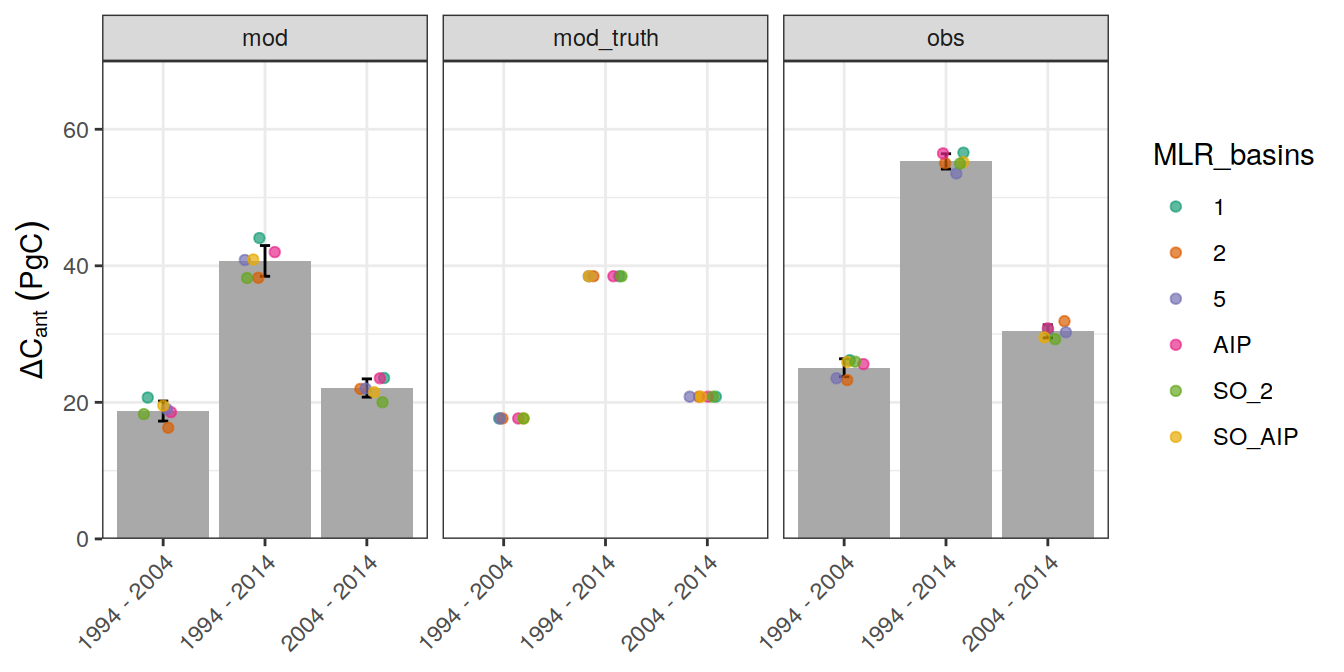 mod
mod_truth
obs
ΔCant (PgC)
60
40
20
0
1994 - 2004
1994 - 2014
2004 - 2014
1994 - 2004
1994 - 2014
2004 - 2014
1994 - 2004
1994 - 2014
2004 - 2014
MLR_basins
1
2
5
AIP
SO_2
SO_AIP